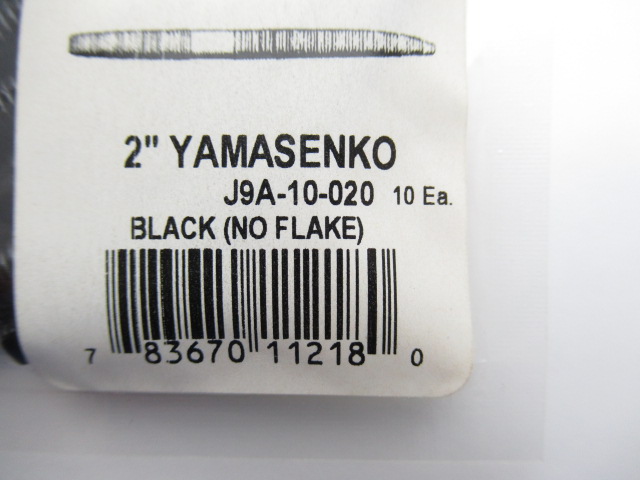 2" YAMASENKO
J9A-10-020 10 Ea.
BLACK (NO FLAKE)
7 83670 11218 0